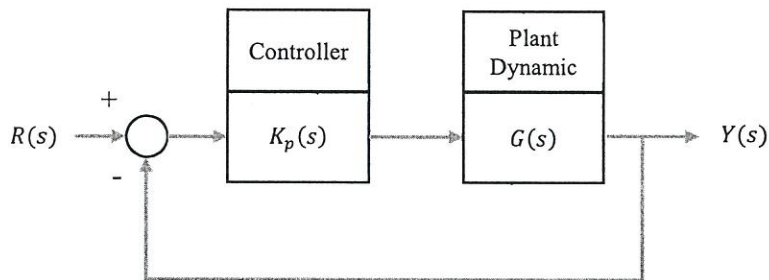 Controller
Plant
Dynamic
+
R(s)
K_p(s)
G(s)
Y(s)
-